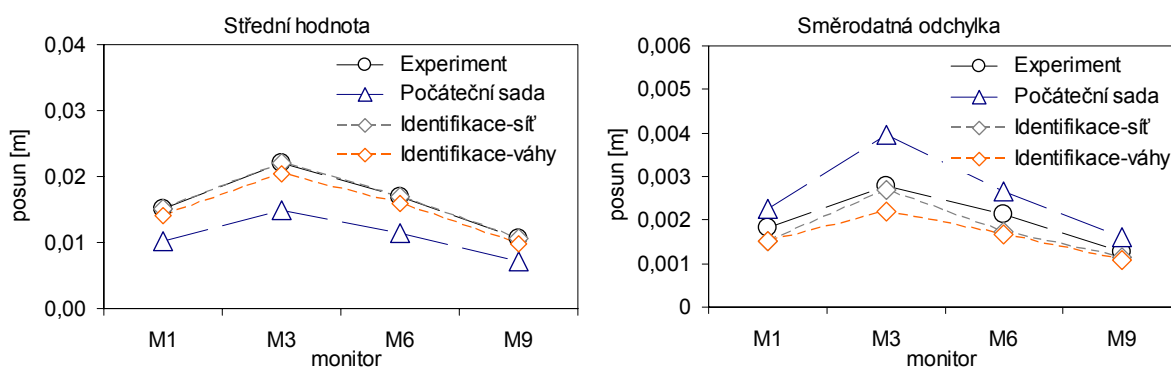 Střední hodnota
0,04
0,03
0,02
0,01
0,00
posun [m]
Experiment
Počáteční sada
Identifikace-síť
Identifikace-váhy
M1 M3 M6 M9
monitor
Směrodatná odchylka
0,006
0,005
0,004
0,003
0,002
0,001
0
posun [m]
Experiment
Počáteční sada
Identifikace-síť
Identifikace-váhy
M1 M3 M6 M9
monitor